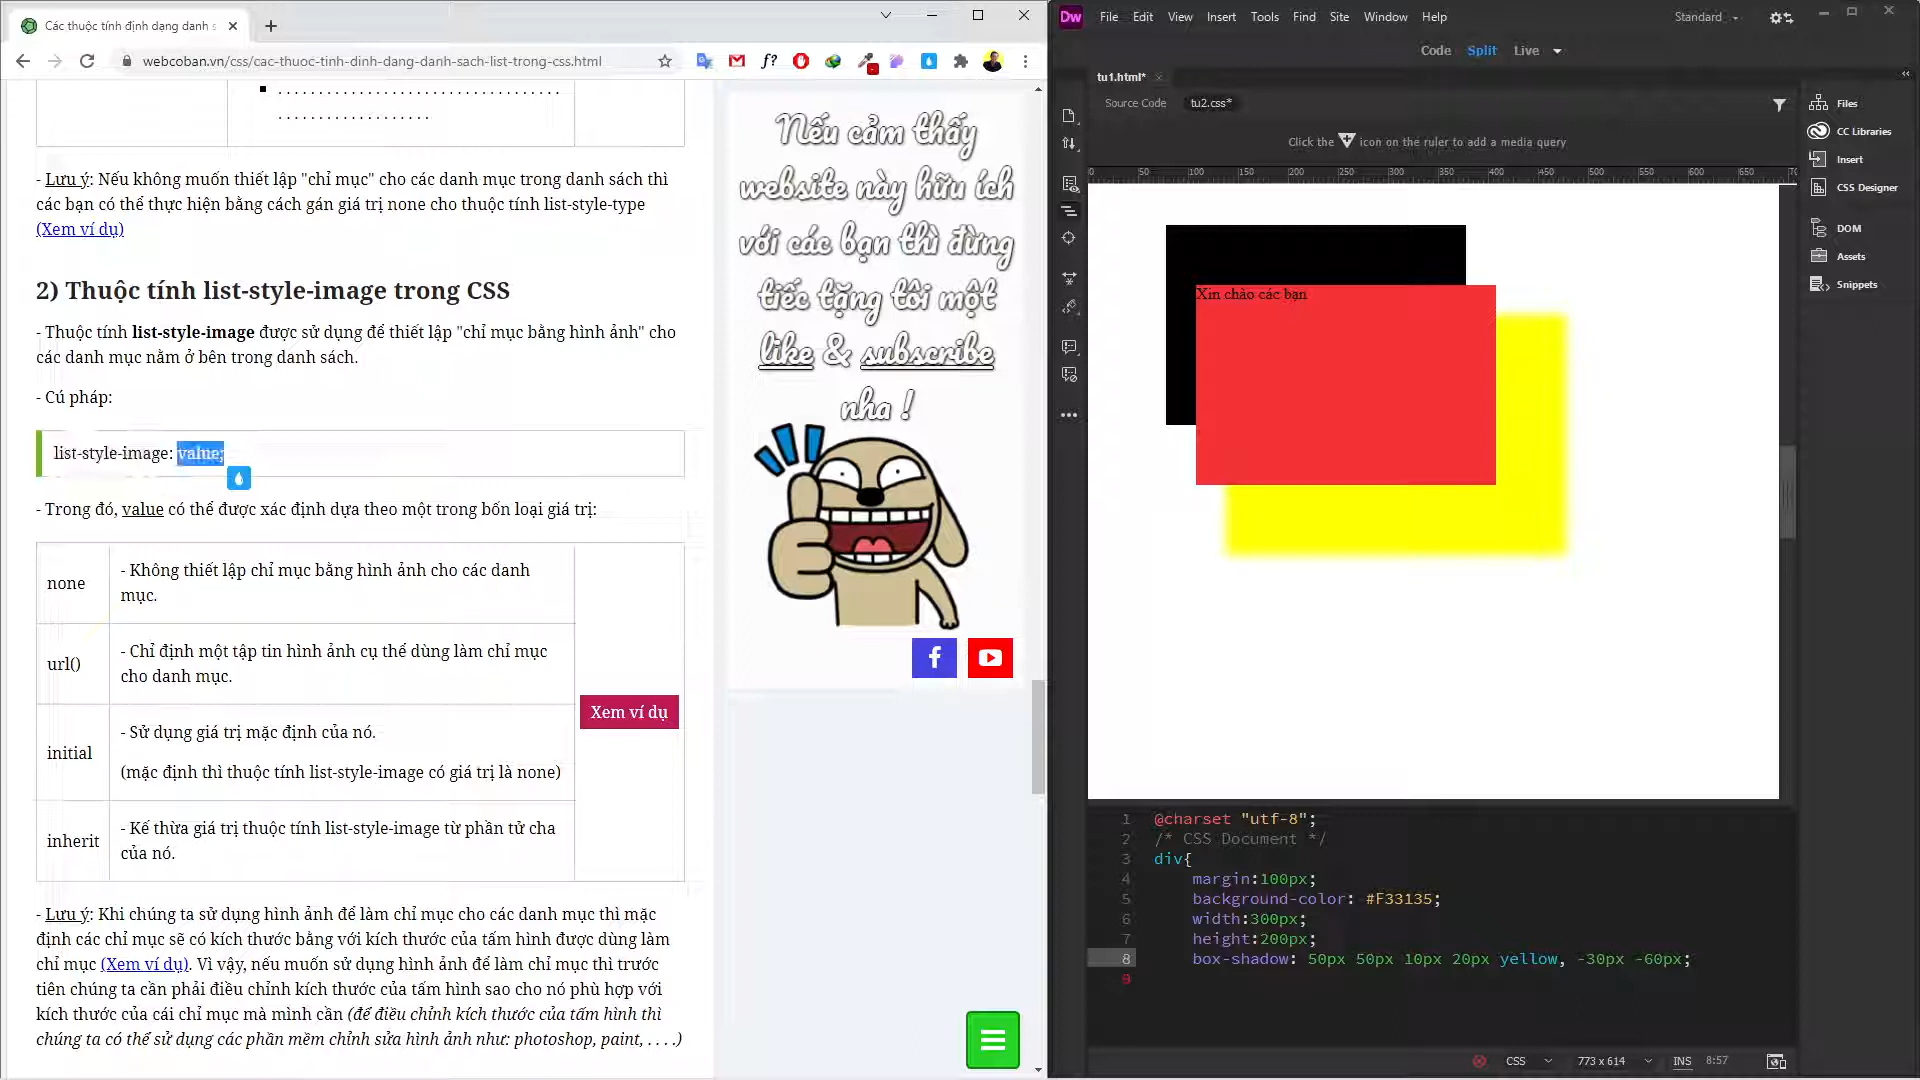 Các thuộc tính định dạng danh s
webcoban.vn/css/cac-thuoc-tinh-dinh-dang-danh-sach-list-trong-css.html
. . . . . . . . . . . . . . . . . . . . . . . . . . . . . . . . . . . .
. . . . . . . . . . . . . . . . . . .
- Lưu ý: Nếu không muốn thiết lập "chỉ mục" cho các danh mục trong danh sách thì
các bạn có thể thực hiện bằng cách gán giá trị none cho thuộc tính list-style-type
(Xem ví dụ)
2) Thuộc tính list-style-image trong CSS
- Thuộc tính list-style-image được sử dụng để thiết lập "chỉ mục bằng hình ảnh" cho
các danh mục nằm ở bên trong danh sách.
- Cú pháp:
list-style-image: value;
- Trong đó, value có thể được xác định dựa theo một trong bốn loại giá trị:
none
- Không thiết lập chỉ mục bằng hình ảnh cho các danh
mục.
url()
- Chỉ định một tập tin hình ảnh cụ thể dùng làm chỉ mục
cho danh mục.
initial
- Sử dụng giá trị mặc định của nó.
(mặc định thì thuộc tính list-style-image có giá trị là none)
inherit
- Kế thừa giá trị thuộc tính list-style-image từ phần tử cha
của nó.
Xem ví dụ
- Lưu ý: Khi chúng ta sử dụng hình ảnh để làm chỉ mục cho các danh mục thì mặc
định các chỉ mục sẽ có kích thước bằng với kích thước của tấm hình được dùng làm
chỉ mục (Xem ví dụ). Vì vậy, nếu muốn sử dụng hình ảnh để làm chỉ mục thì trước
tiên chúng ta cần phải điều chỉnh kích thước của tấm hình sao cho nó phù hợp với
kích thước của cái chỉ mục mà mình cần (để điều chỉnh kích thước của tấm hình thì
chúng ta có thể sử dụng các phần mềm chỉnh sửa hình ảnh như: photoshop, paint, . . . .)
Nếu cảm thấy
website này hữu ích
với các bạn thì đừng
tiếc tặng tôi một
like & subscribe
nha !
Dw File Edit View Insert Tools Find Site Window Help
Standard
Code Split Live
tu1.html*
Source Code tu2.css*
Click the icon on the ruler to add a media query
0 50 100 150 200 250 300 350 400 450 500 550 600 650 70
Xin chào các bạn
Files
CC Libraries
Insert
CSS Designer
DOM
Assets
Snippets
1 @charset "utf-8";
2 /* CSS Document */
3 div{
4 margin:100px;
5 background-color: #F33135;
6 width:300px;
7 height:200px;
8 box-shadow: 50px 50px 10px 20px yellow, -30px -60px;
9
CSS 773 x 614 INS 8:57